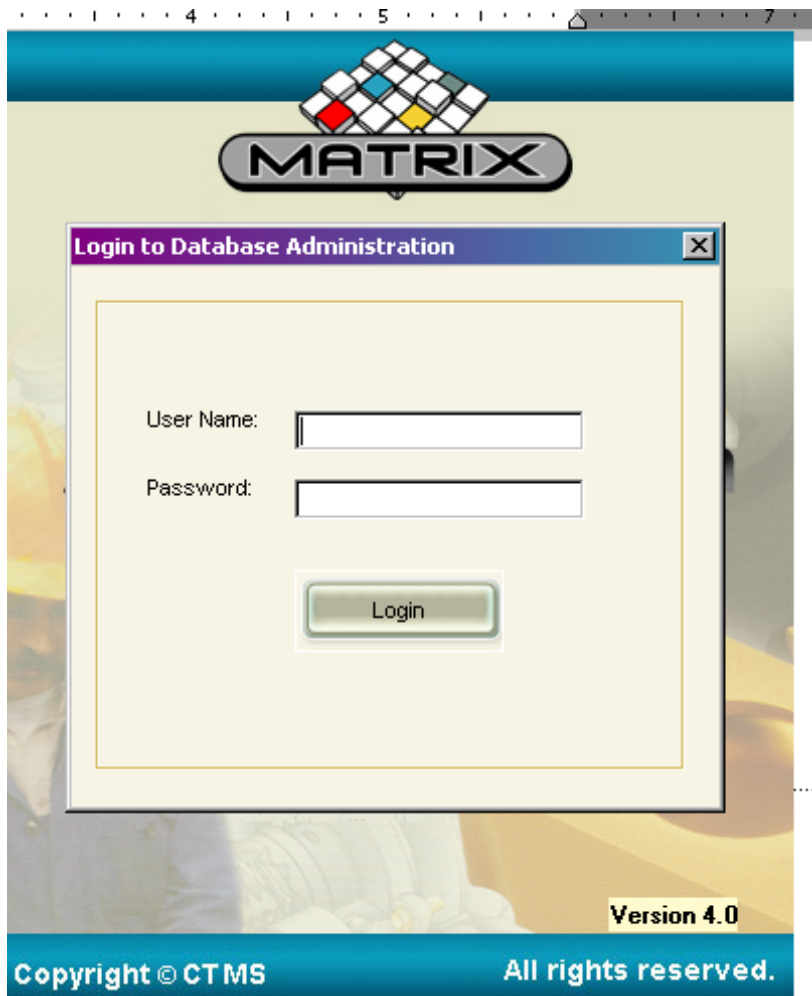 4 5 7
MATRIX
Login to Database Administration
User Name:
Password:
Login
Version 4.0
Copyright © CTMS All rights reserved.